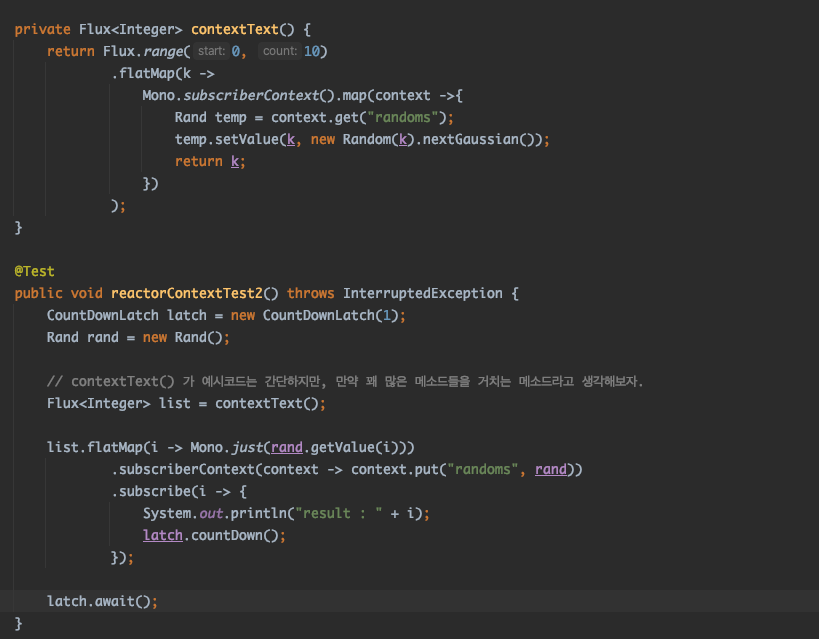 private Flux<Integer> contextText() {
    return Flux.range( start: 0,  count: 10)
            .flatMap(k ->
                Mono.subscriberContext().map(context ->{
                    Rand temp = context.get("randoms");
                    temp.setValue(k, new Random(k).nextGaussian());
                    return k;
                })
            );
}
@Test
public void reactorContextTest2() throws InterruptedException {
    CountDownLatch latch = new CountDownLatch(1);
    Rand rand = new Rand();
    // contextText() 가 예시코드는 간단하지만, 만약 꽤 많은 메소드들을 거치는 메소드라고 생각해보자.
    Flux<Integer> list = contextText();
    list.flatMap(i -> Mono.just(rand.getValue(i)))
            .subscriberContext(context -> context.put("randoms", rand))
            .subscribe(i -> {
                System.out.println("result : " + i);
                latch.countDown();
            });
    latch.await();
}